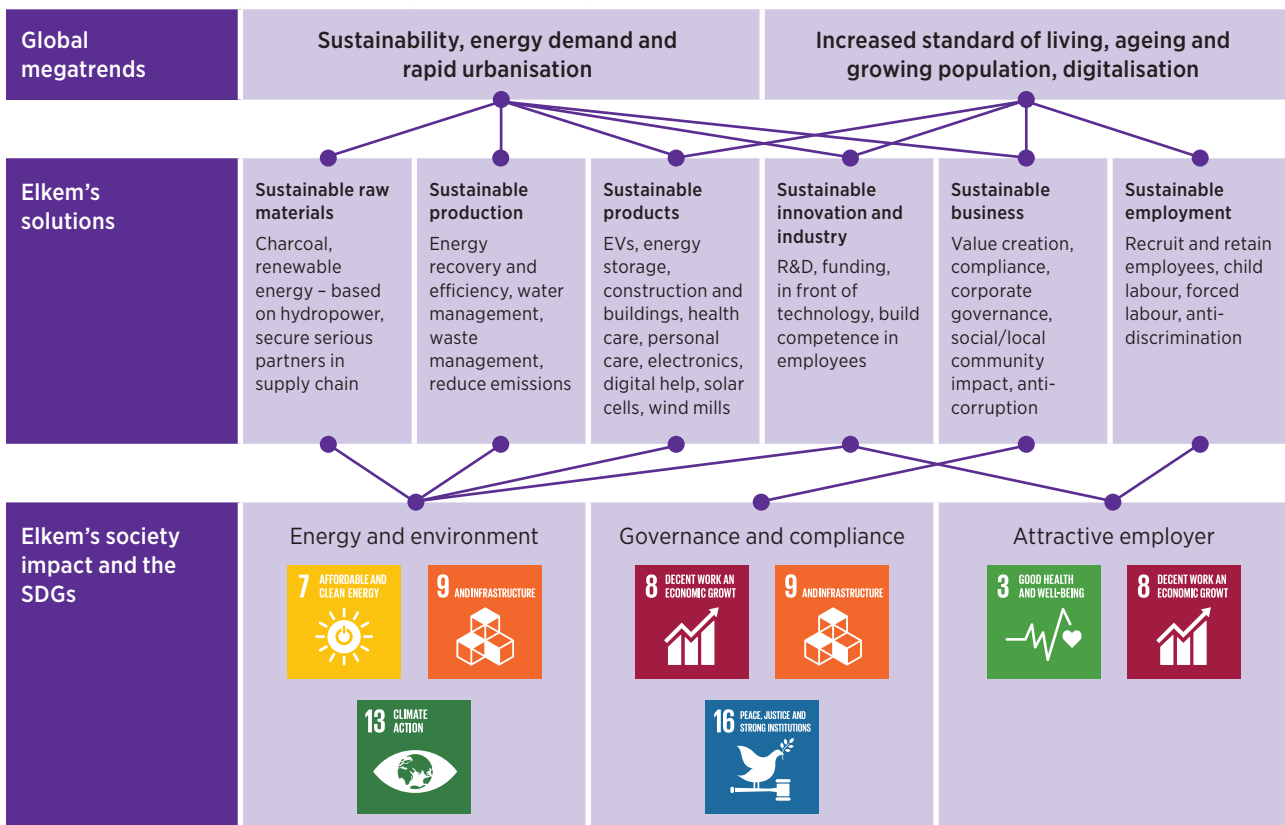 Global
megatrends
Sustainability, energy demand and
rapid urbanisation
Increased standard of living, ageing and
growing population, digitalisation
Elkem’s
solutions
Sustainable raw
materials
Charcoal,
renewable
energy – based
on hydropower,
secure serious
partners in
supply chain
Sustainable
production
Energy
recovery and
efficiency, water
management,
waste
management,
reduce emissions
Sustainable
products
EVs, energy
storage,
construction and
buildings, health
care, personal
care, electronics,
digital help, solar
cells, wind mills
Sustainable
innovation and
industry
R&D, funding,
in front of
technology, build
competence in
employees
Sustainable
business
Value creation,
compliance,
corporate
governance,
social/local
community
impact, anti-
corruption
Sustainable
employment
Recruit and retain
employees, child
labour, forced
labour, anti-
discrimination
Elkem’s society
impact and the
SDGs
Energy and environment
7 AFFORDABLE AND
CLEAN ENERGY
9 AND INFRASTRUCTURE
13 CLIMATE
ACTION
Governance and compliance
8 DECENT WORK AN
ECONOMIC GROWT
9 AND INFRASTRUCTURE
16 PEACE, JUSTICE AND
STRONG INSTITUTIONS
Attractive employer
3 GOOD HEALTH
AND WELL-BEING
8 DECENT WORK AN
ECONOMIC GROWT